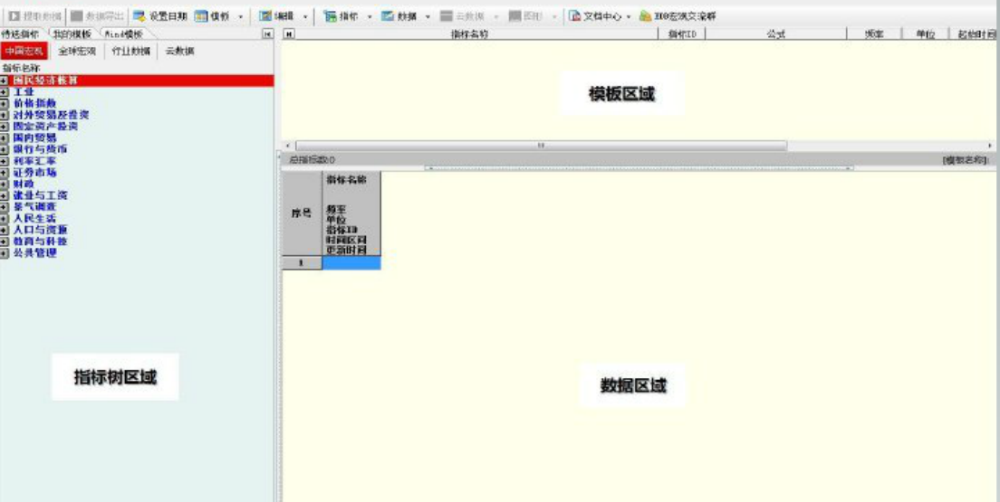 提取数据 数据导出 设置日期 模板 编辑 指标 数据 云数据 图形 文档中心 EDB宏观交流群
待选指标 我的模板 Wind模板
指标名称 指标ID 公式 频率 单位 起始时间
中国宏观 全球宏观 行业数据 云数据
指标名称
国民经济核算
工业
价格指数
对外贸易及投资
固定资产投资
国内贸易
银行与货币
利率汇率
证券市场
财政
就业与工资
景气调查
人民生活
人口与资源
教育与科技
公共管理
模板区域
总指标数:0 [模板名称]:
指标名称
序号
频率
单位
指标ID
时间区间
更新时间
1
指标树区域
数据区域